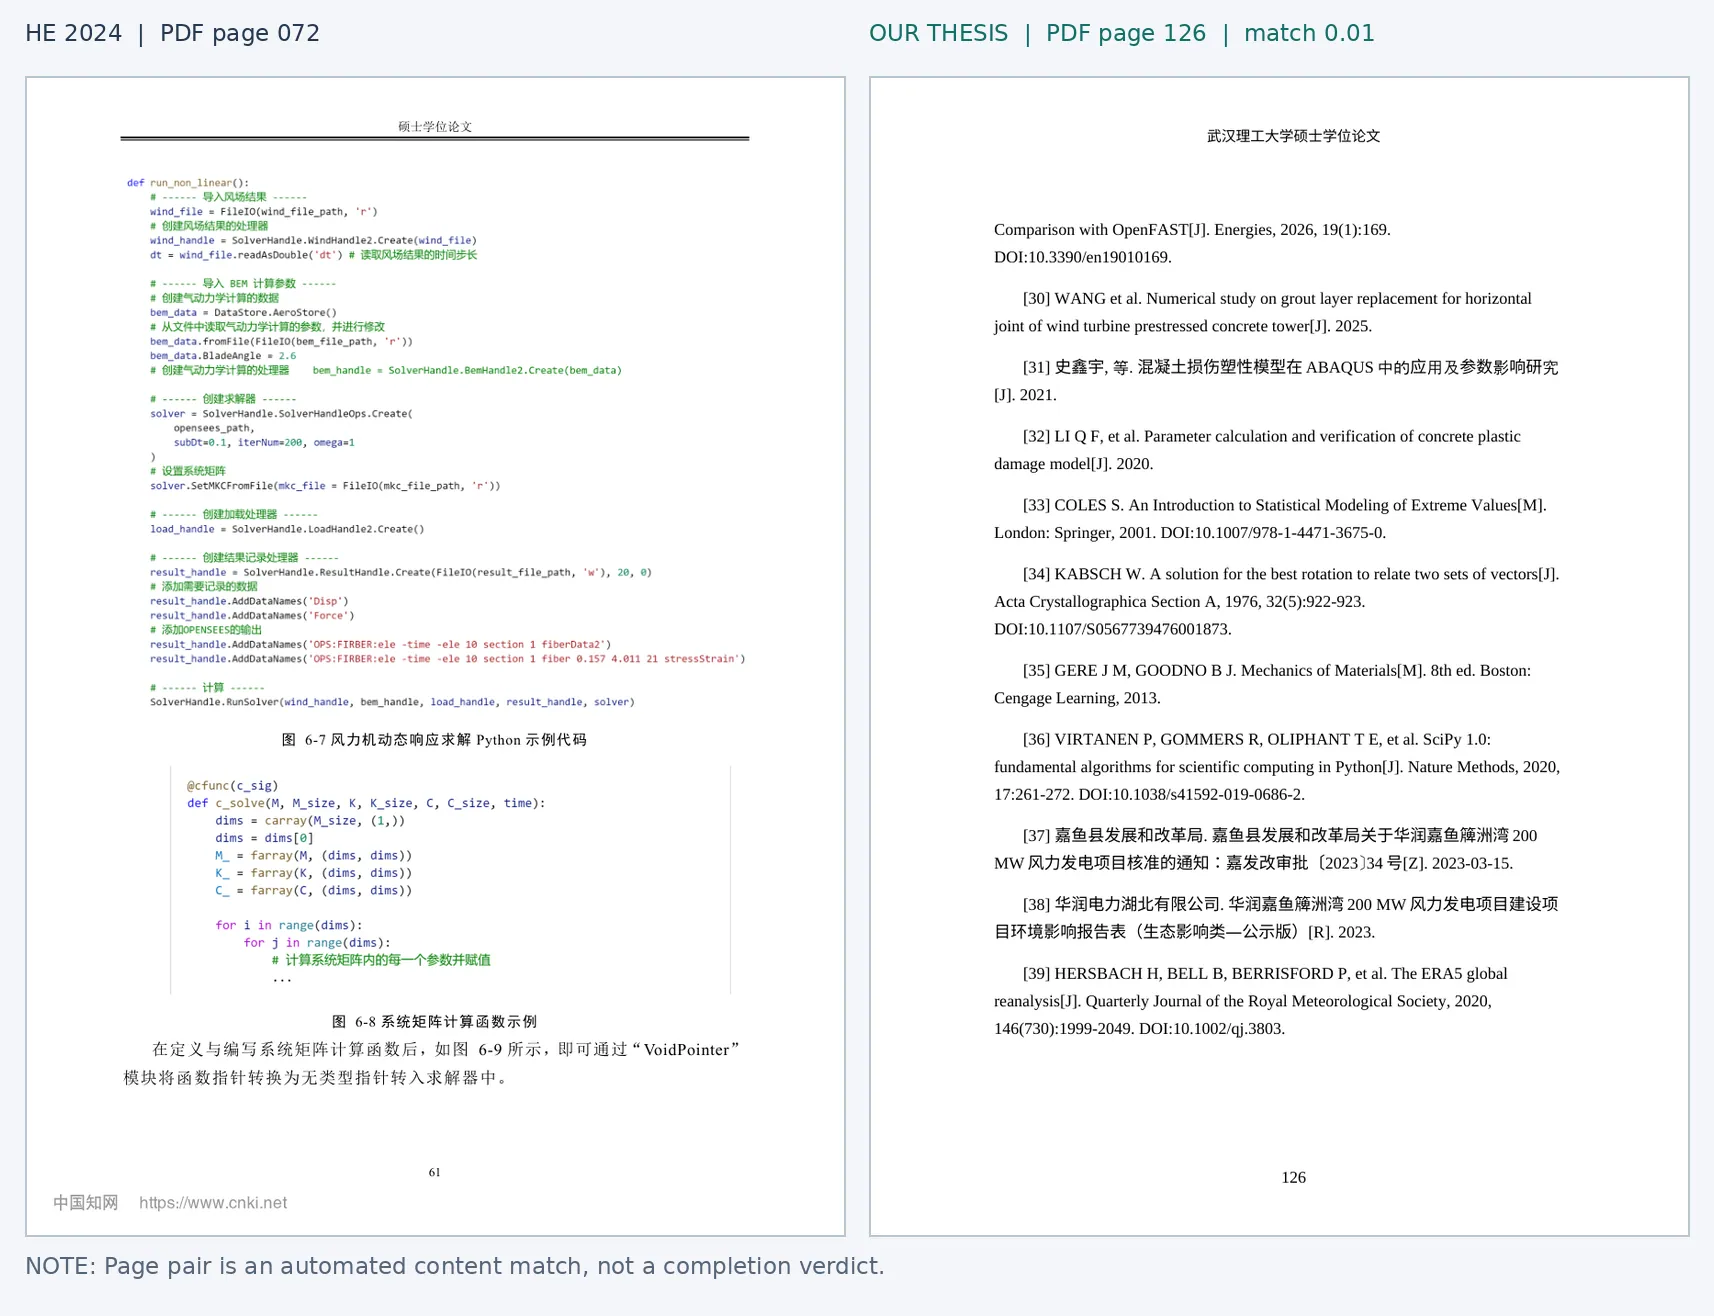 HE 2024 | PDF page 072
硕士学位论文
def run_non_linear():
# ------ 导入风场结果 ------
wind_file = FileIO(wind_file_path, 'r')
# 创建风场结果的处理器
wind_handle = SolverHandle.WindHandle2.Create(wind_file)
dt = wind_file.readAsDouble('dt') # 读取风场结果的时间步长
# ------ 导入 BEM 计算参数 ------
# 创建气动力学计算的数据
bem_data = DataStore.AeroStore()
# 从文件中读取气动力学计算的参数, 并进行修改
bem_data.fromFile(FileIO(bem_file_path, 'r'))
bem_data.BladeAngle = 2.6
# 创建气动力学计算的处理器 bem_handle = SolverHandle.BemHandle2.Create(bem_data)
# ------ 创建求解器 ------
solver = SolverHandle.SolverHandleOps.Create(
opensees_path,
subDt=0.1, iterNum=200, omega=1
)
# 设置系统矩阵
solver.SetMKCFromFile(mkc_file = FileIO(mkc_file_path, 'r'))
# ------ 创建加载处理器 ------
load_handle = SolverHandle.LoadHandle2.Create()
# ------ 创建结果记录处理器 ------
result_handle = SolverHandle.ResultHandle.Create(FileIO(result_file_path, 'w'), 20, 0)
# 添加需要记录的数据
result_handle.AddDataNames('Disp')
result_handle.AddDataNames('Force')
# 添加OPENSEES的输出
result_handle.AddDataNames('OPS:FIRBER:ele -time -ele 10 section 1 fiberData2')
result_handle.AddDataNames('OPS:FIRBER:ele -time -ele 10 section 1 fiber 0.157 4.011 21 stressStrain')
# ------ 计算 ------
SolverHandle.RunSolver(wind_handle, bem_handle, load_handle, result_handle, solver)
图 6-7 风力机动态响应求解 Python 示例代码
@cfunc(c_sig)
def c_solve(M, M_size, K, K_size, C, C_size, time):
dims = carray(M_size, (1,))
dims = dims[0]
M_ = farray(M, (dims, dims))
K_ = farray(K, (dims, dims))
C_ = farray(C, (dims, dims))
for i in range(dims):
for j in range(dims):
# 计算系统矩阵内的每一个参数并赋值
...
图 6-8 系统矩阵计算函数示例
在定义与编写系统矩阵计算函数后，如图 6-9 所示，即可通过“VoidPointer”
模块将函数指针转换为无类型指针转入求解器中。
61
中国知网 https://www.cnki.net
OUR THESIS | PDF page 126 | match 0.01
武汉理工大学硕士学位论文
Comparison with OpenFAST[J]. Energies, 2026, 19(1):169.
DOI:10.3390/en19010169.
[30] WANG et al. Numerical study on grout layer replacement for horizontal
joint of wind turbine prestressed concrete tower[J]. 2025.
[31] 史鑫宇, 等. 混凝土损伤塑性模型在 ABAQUS 中的应用及参数影响研究
[J]. 2021.
[32] LI Q F, et al. Parameter calculation and verification of concrete plastic
damage model[J]. 2020.
[33] COLES S. An Introduction to Statistical Modeling of Extreme Values[M].
London: Springer, 2001. DOI:10.1007/978-1-4471-3675-0.
[34] KABSCH W. A solution for the best rotation to relate two sets of vectors[J].
Acta Crystallographica Section A, 1976, 32(5):922-923.
DOI:10.1107/S0567739476001873.
[35] GERE J M, GOODNO B J. Mechanics of Materials[M]. 8th ed. Boston:
Cengage Learning, 2013.
[36] VIRTANEN P, GOMMERS R, OLIPHANT T E, et al. SciPy 1.0:
fundamental algorithms for scientific computing in Python[J]. Nature Methods, 2020,
17:261-272. DOI:10.1038/s41592-019-0686-2.
[37] 嘉鱼县发展和改革局. 嘉鱼县发展和改革局关于华润嘉鱼簰洲湾 200
MW 风力发电项目核准的通知：嘉发改审批〔2023〕34 号[Z]. 2023-03-15.
[38] 华润电力湖北有限公司. 华润嘉鱼簰洲湾 200 MW 风力发电项目建设项
目环境影响报告表（生态影响类—公示版）[R]. 2023.
[39] HERSBACH H, BELL B, BERRISFORD P, et al. The ERA5 global
reanalysis[J]. Quarterly Journal of the Royal Meteorological Society, 2020,
146(730):1999-2049. DOI:10.1002/qj.3803.
126
NOTE: Page pair is an automated content match, not a completion verdict.